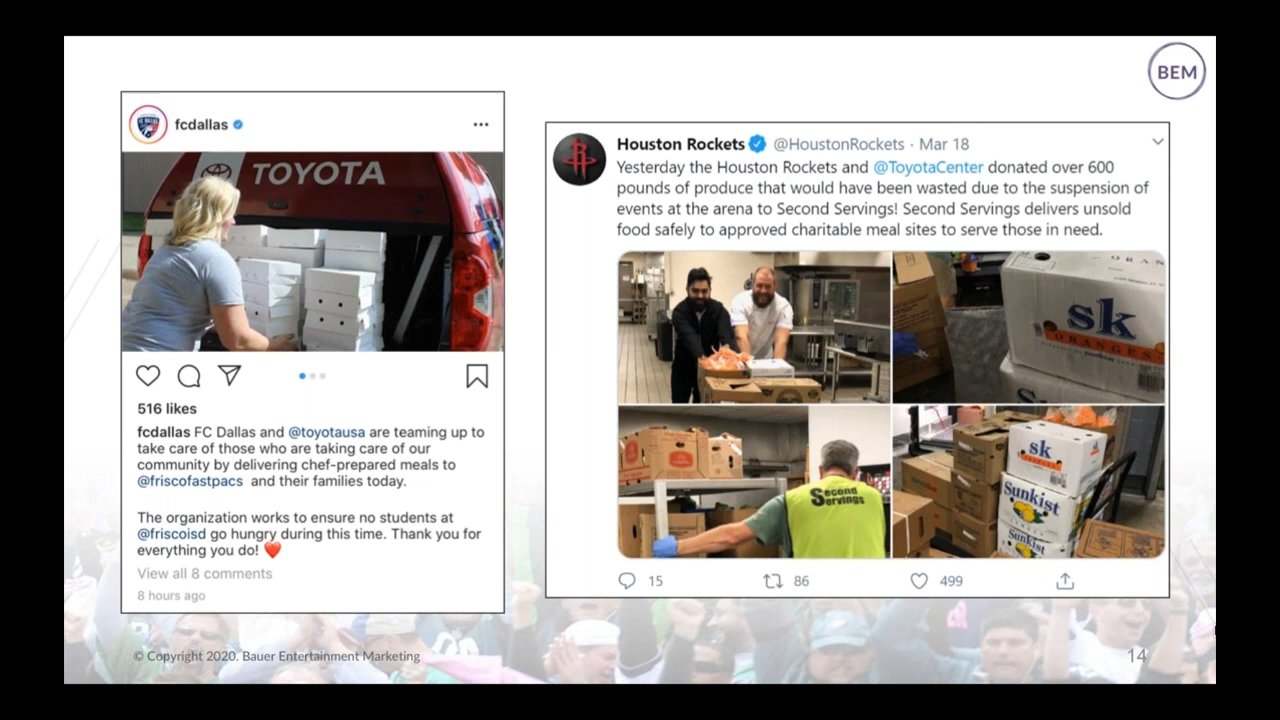 BEM
fcdallas
TOYOTA
516 likes
fcdallas FC Dallas and @toyotausa are teaming up to
take care of those who are taking care of our
community by delivering chef-prepared meals to
@friscofastpacs and their families today.
The organization works to ensure no students at
@friscoisd go hungry during this time. Thank you for
everything you do! ❤️
View all 8 comments
8 hours ago
Houston Rockets @HoustonRockets · Mar 18
Yesterday the Houston Rockets and @ToyotaCenter donated over 600
pounds of produce that would have been wasted due to the suspension of
events at the arena to Second Servings! Second Servings delivers unsold
food safely to approved charitable meal sites to serve those in need.
sk
ORANGES
Second
Servings
sk
Sunkist
Sunkist
15 86 499
© Copyright 2020. Bauer Entertainment Marketing
14